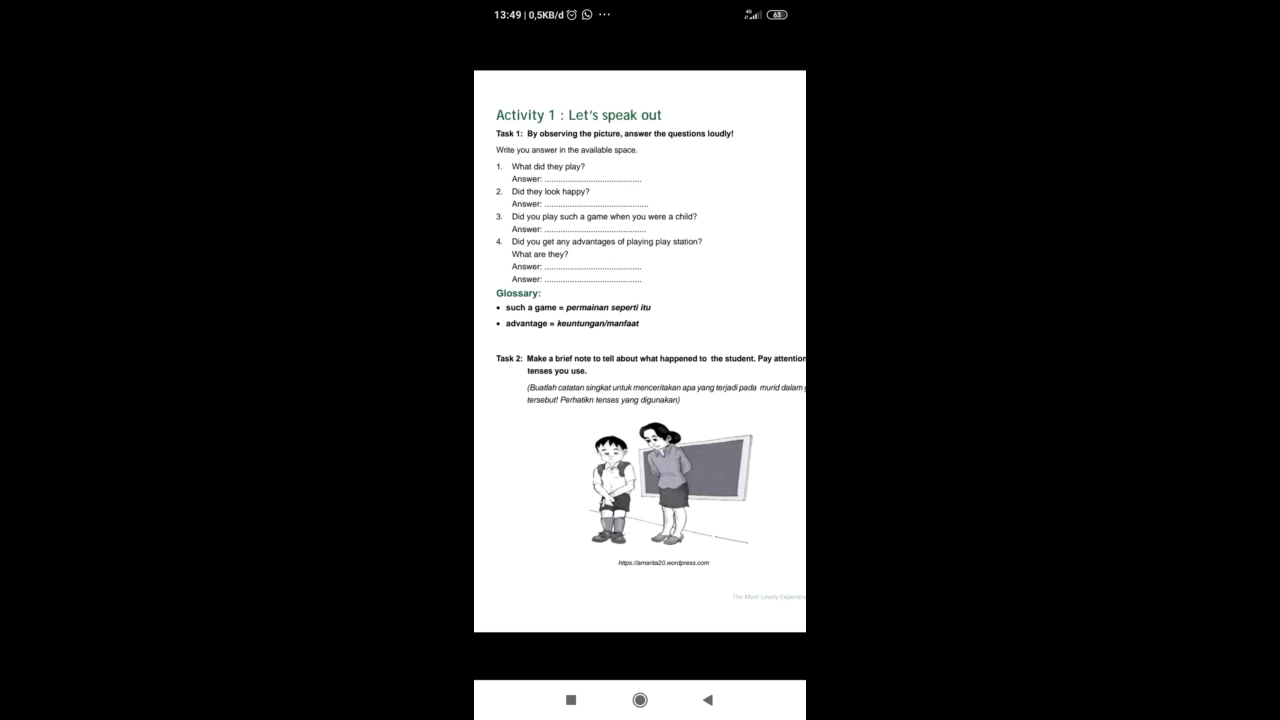 13:49 | 0,5KB/d
4G
63
Activity 1 : Let's speak out
Task 1: By observing the picture, answer the questions loudly!
Write you answer in the available space.
1. What did they play?
Answer: ..........................................
2. Did they look happy?
Answer: .............................................
3. Did you play such a game when you were a child?
Answer: ............................................
4. Did you get any advantages of playing play station?
What are they?
Answer: ..........................................
Answer: ..........................................
Glossary:
• such a game = permainan seperti itu
• advantage = keuntungan/manfaat
Task 2: Make a brief note to tell about what happened to the student. Pay attention
tenses you use.
(Buatlah catatan singkat untuk menceritakan apa yang terjadi pada murid dalam
tersebut! Perhatikn tenses yang digunakan)
https://amarita20.wordpress.com
The Most Lovely